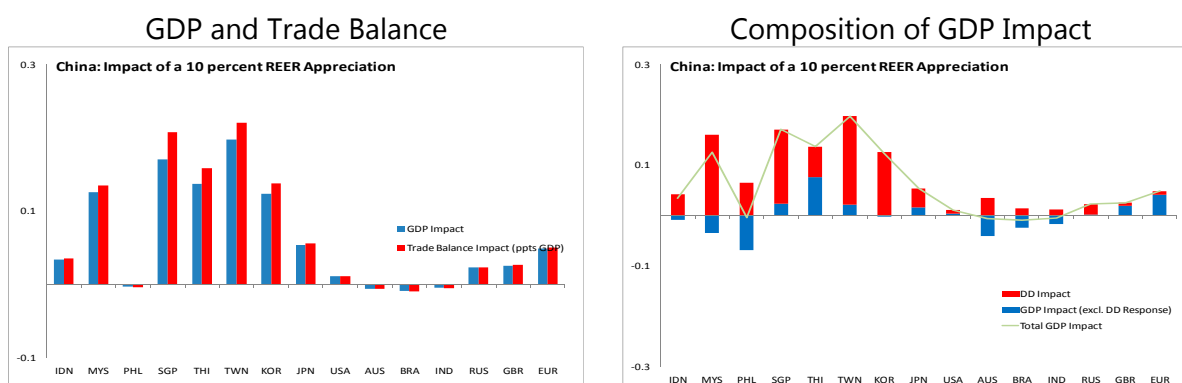 GDP and Trade Balance
China: Impact of a 10 percent REER Appreciation
0.3
0.1
-0.1
GDP Impact
Trade Balance Impact (ppts GDP)
IDN MYS PHL SGP THI TWN KOR JPN USA AUS BRA IND RUS GBR EUR
Composition of GDP Impact
China: Impact of a 10 percent REER Appreciation
0.3
0.1
-0.1
-0.3
DD Impact
GDP Impact (excl. DD Response)
Total GDP Impact
IDN MYS PHL SGP THI TWN KOR JPN USA AUS BRA IND RUS GBR EUR